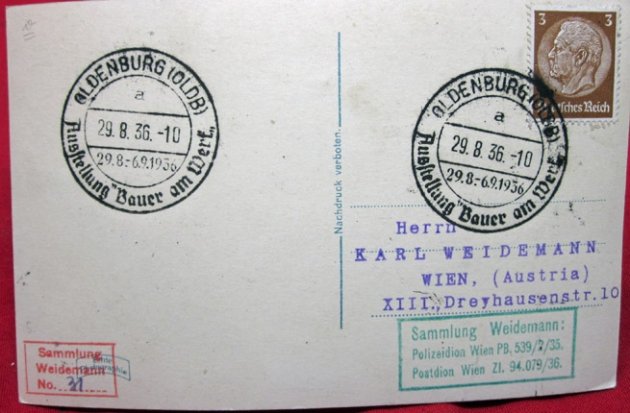 3 3
Deutsches Reich
OLDENBURG (OLDB)
a
29.8.36.-10
29.8.-6.9.1936
Ausstellung "Bauer am Werk"
OLDENBURG (OLDB)
a
29.8.36.-10
29.8.-6.9.1936
Ausstellung "Bauer am Werk"
Nachdruck verboten.
Herrn
KARL WEIDEMANN
WIEN, (Austria)
XIII.,Dreyhausenstr.10
Sammlung Weidemann:
Polizeidion Wien PB. 539/7/35.
Postdion Wien Zl. 94.079/36.
Sammlung
Weidemann
No. 31